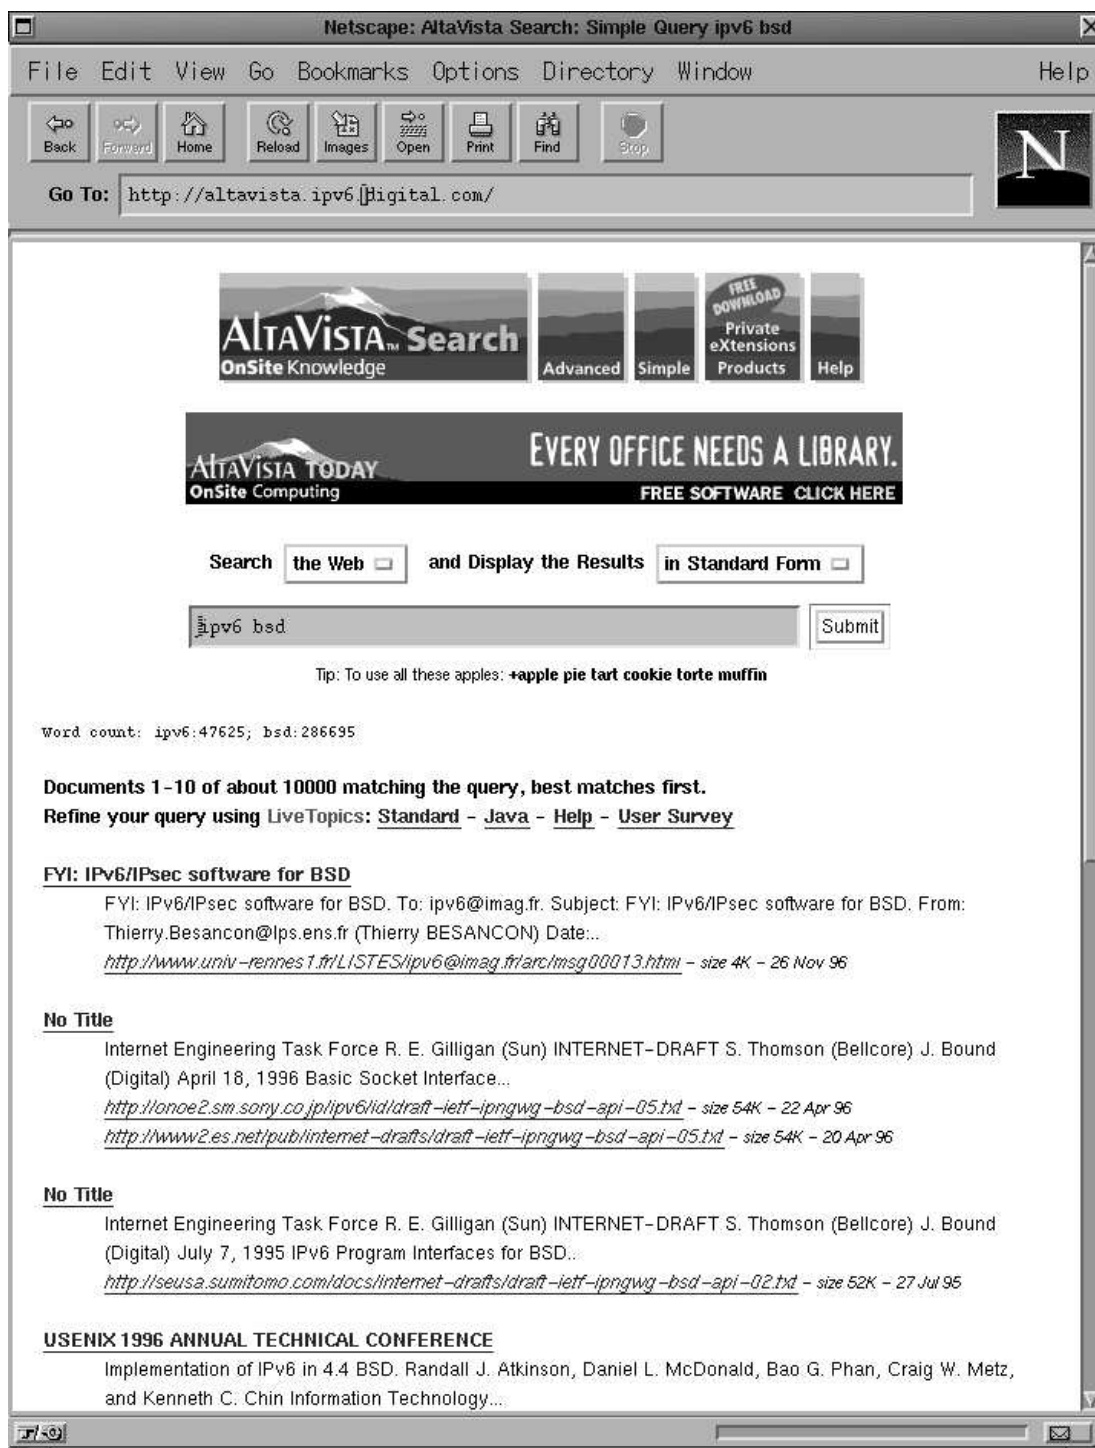 Netscape: AltaVista Search: Simple Query ipv6 bsd
File Edit View Go Bookmarks Options Directory Window Help
Back Forward Home Reload Images Open Print Find Stop
N
Go To: http://altavista.ipv6.digital.com/
ALTAVISTA™ Search
OnSite Knowledge
Advanced
Simple
FREE DOWNLOAD
Private
eXtensions
Products
Help
ALTAVISTA TODAY
OnSite Computing
EVERY OFFICE NEEDS A LIBRARY.
FREE SOFTWARE CLICK HERE
Search the Web and Display the Results in Standard Form
ipv6 bsd Submit
Tip: To use all these apples: +apple pie tart cookie torte muffin
Word count: ipv6:47625; bsd:286695
Documents 1-10 of about 10000 matching the query, best matches first.
Refine your query using LiveTopics: Standard - Java - Help - User Survey
FYI: IPv6/IPsec software for BSD
FYI: IPv6/IPsec software for BSD. To: ipv6@imag.fr. Subject: FYI: IPv6/IPsec software for BSD. From:
Thierry.Besancon@lps.ens.fr (Thierry BESANCON) Date:..
http://www.univ-rennes1.fr/LISTES/ipv6@imag.fr/arc/msg00013.html - size 4K - 26 Nov 96
No Title
Internet Engineering Task Force R. E. Gilligan (Sun) INTERNET-DRAFT S. Thomson (Bellcore) J. Bound
(Digital) April 18, 1996 Basic Socket Interface...
http://onoe2.sm.sony.co.jp/ipv6/id/draft-ietf-ipngwg-bsd-api-05.txt - size 54K - 22 Apr 96
http://www2.es.net/pub/internet-drafts/draft-ietf-ipngwg-bsd-api-05.txt - size 54K - 20 Apr 96
No Title
Internet Engineering Task Force R. E. Gilligan (Sun) INTERNET-DRAFT S. Thomson (Bellcore) J. Bound
(Digital) July 7, 1995 IPv6 Program Interfaces for BSD..
http://seusa.sumitomo.com/docs/internet-drafts/draft-ietf-ipngwg-bsd-api-02.txt - size 52K - 27 Jul 95
USENIX 1996 ANNUAL TECHNICAL CONFERENCE
Implementation of IPv6 in 4.4 BSD. Randall J. Atkinson, Daniel L. McDonald, Bao G. Phan, Craig W. Metz,
and Kenneth C. Chin Information Technology...